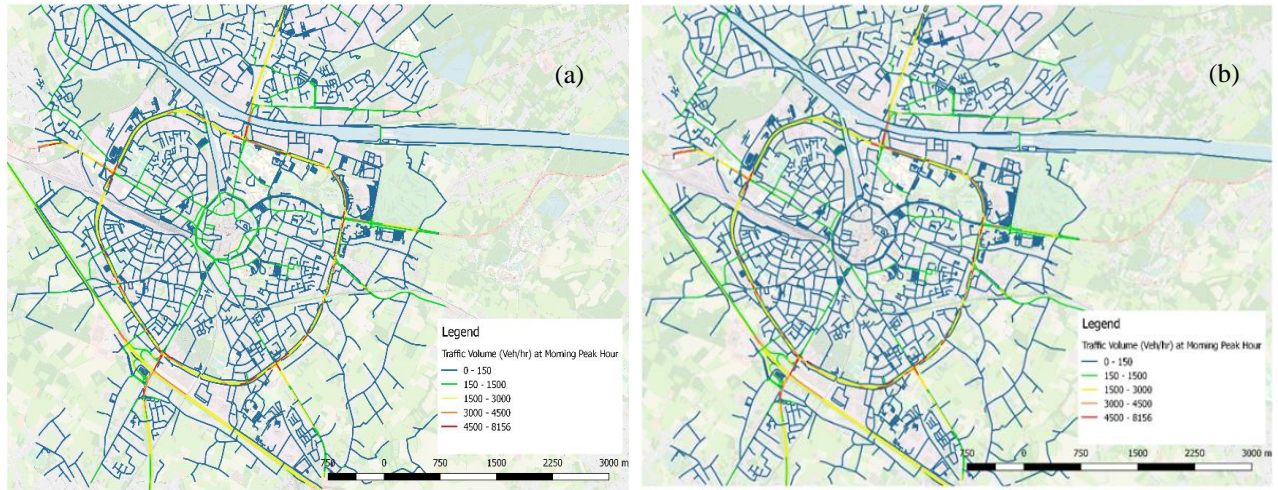 (a)
Legend
Traffic Volume (Veh/hr) at Morning Peak Hour
0 - 150
150 - 1500
1500 - 3000
3000 - 4500
4500 - 8156
750 0 750 1500 2250 3000 m
(b)
Legend
Traffic Volume (Veh/hr) at Morning Peak Hour
0 - 150
150 - 1500
1500 - 3000
3000 - 4500
4500 - 8156
750 0 750 1500 2250 3000 m